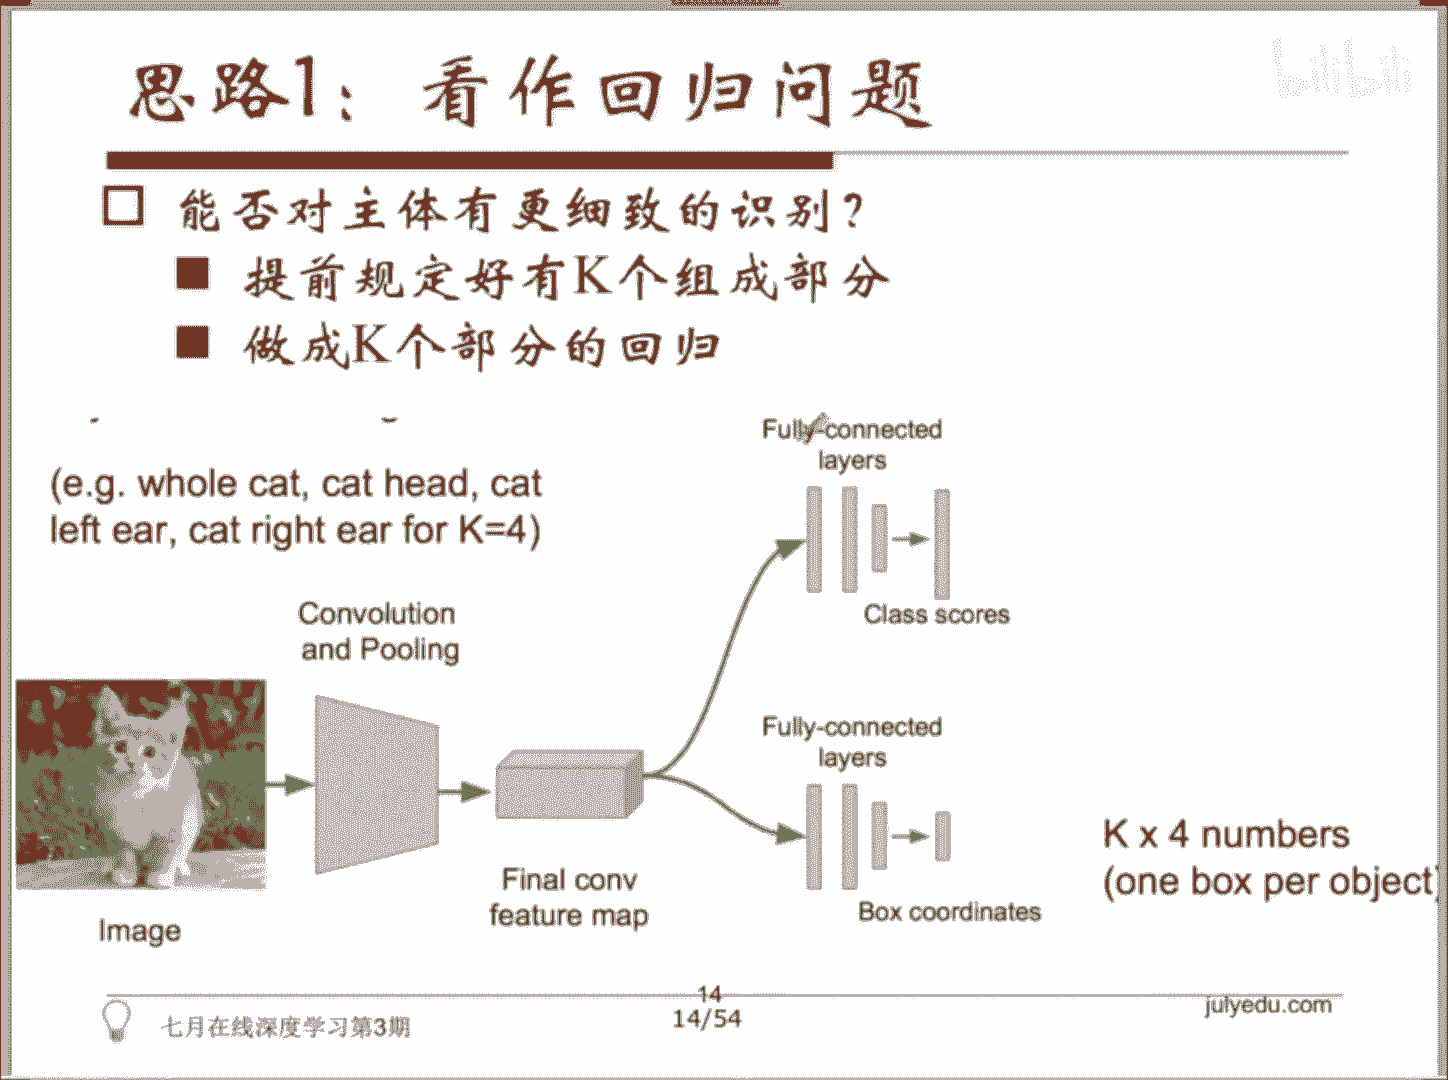 思路1：看作回归问题
bilibili
能否对主体有更细致的识别？
提前规定好有K个组成部分
做成K个部分的回归
(e.g. whole cat, cat head, cat
left ear, cat right ear for K=4)
Fully-connected
layers
Class scores
Convolution
and Pooling
Fully-connected
layers
K x 4 numbers
(one box per object)
Final conv
feature map
Box coordinates
Image
14
七月在线深度学习第3期
14/54
julyedu.com